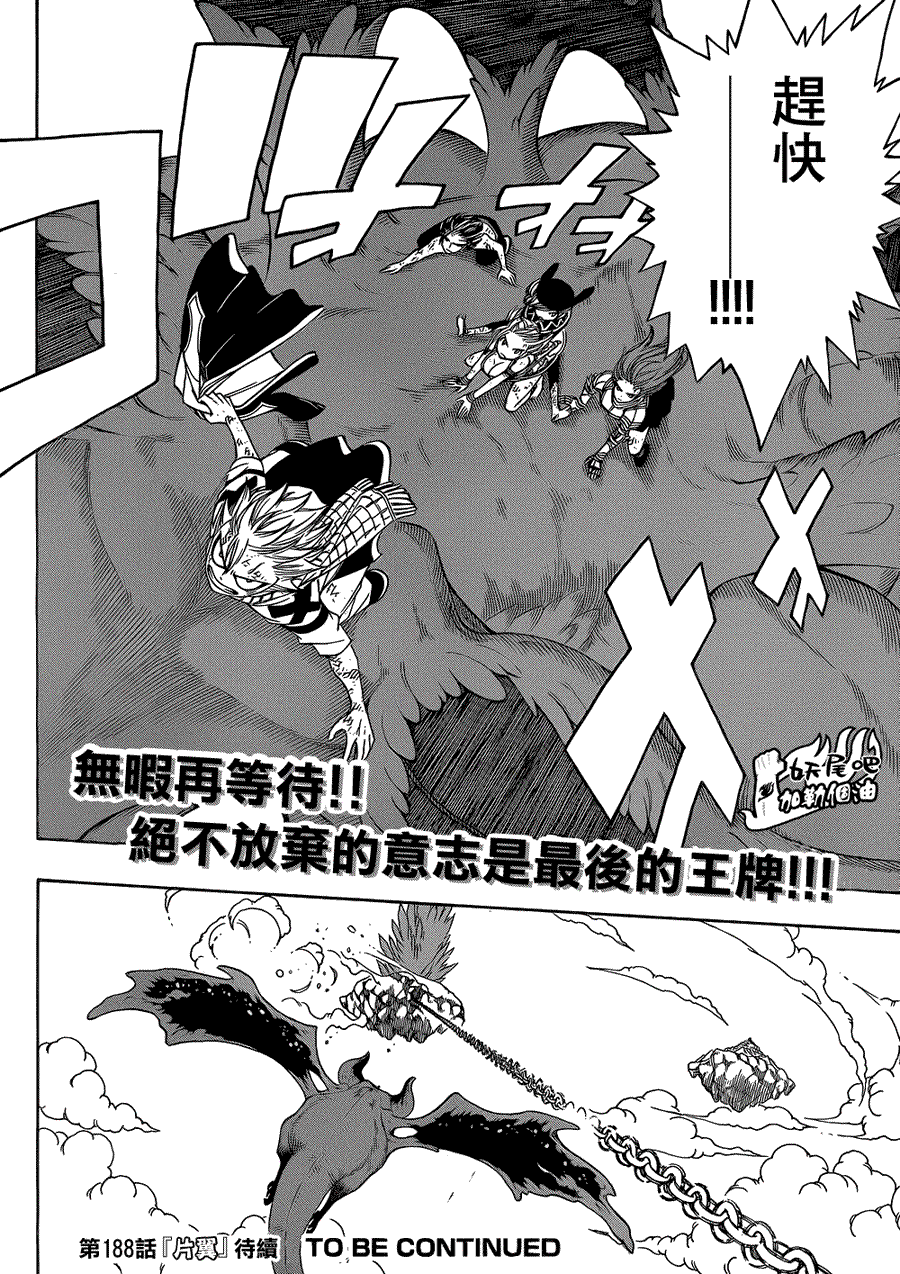 趕快——!!!!
無暇再等待!!
絕不放棄的意志是最後的王牌!!!
妖尾吧
加勒個油
第188話『片翼』待續 TO BE CONTINUED